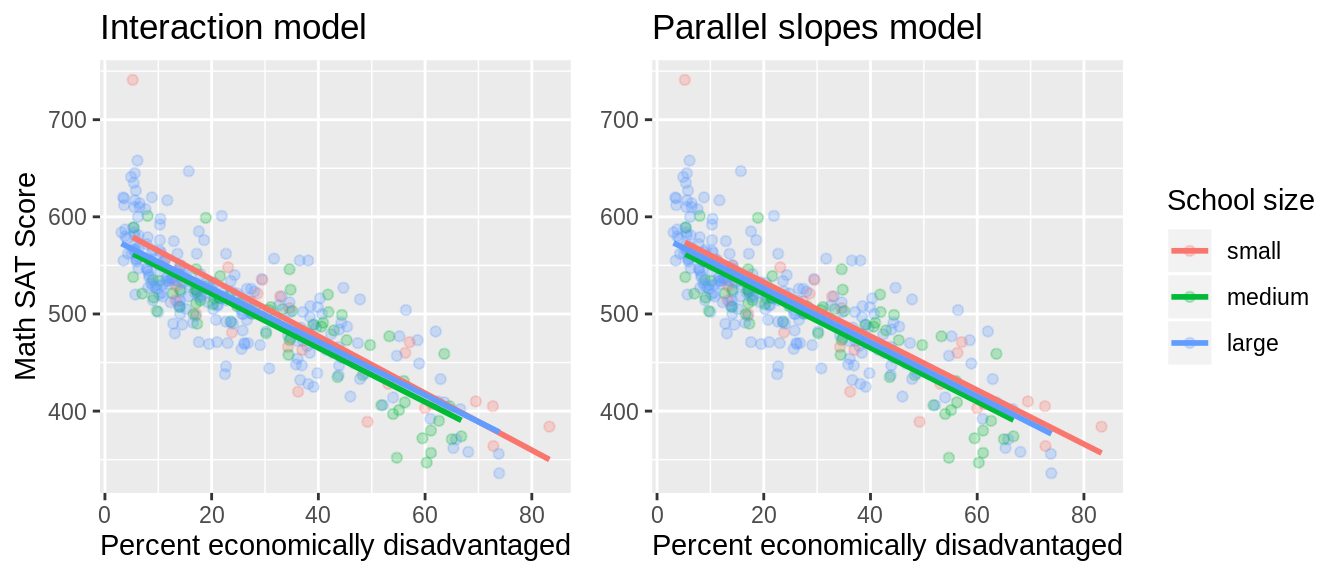 Interaction model
Parallel slopes model
Math SAT Score
700
600
500
400
700
600
500
400
0 20 40 60 80
0 20 40 60 80
Percent economically disadvantaged
Percent economically disadvantaged
School size
small
medium
large